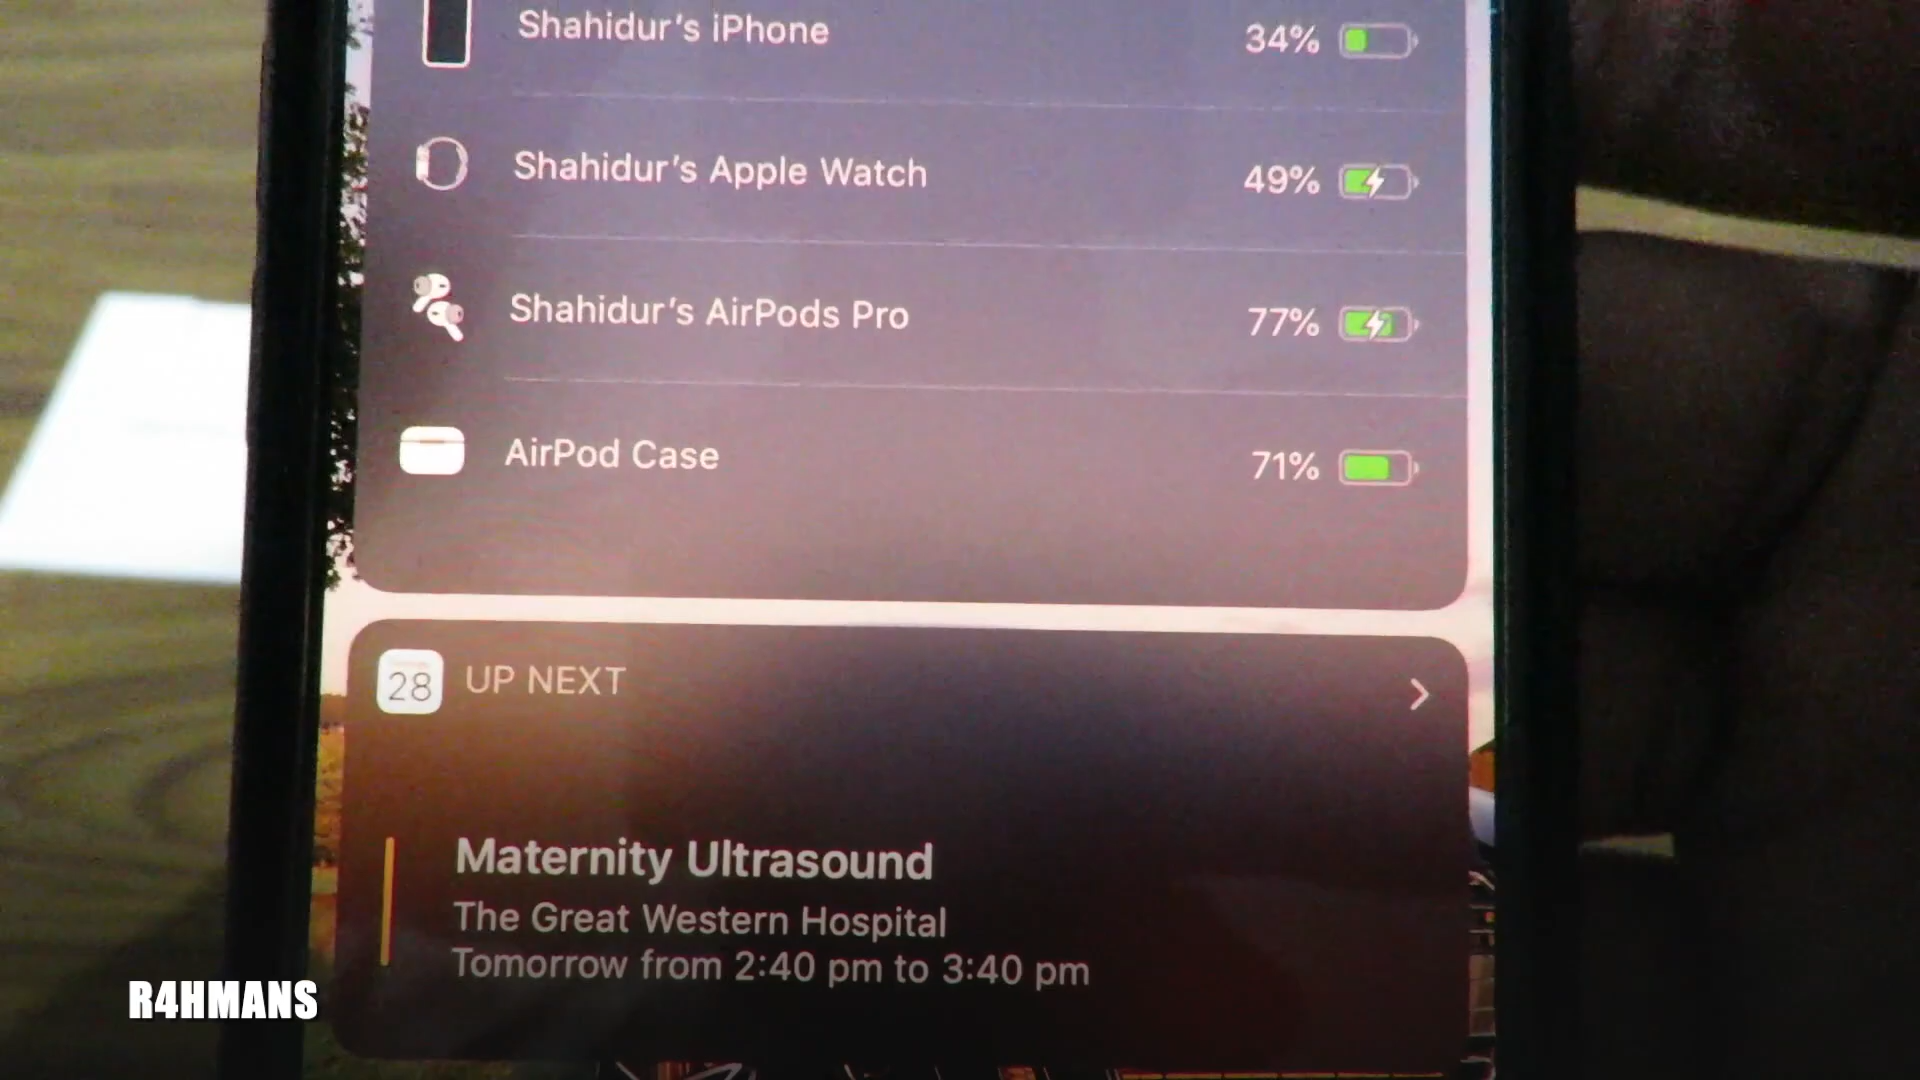 Shahidur's iPhone 34%
Shahidur's Apple Watch 49%
Shahidur's AirPods Pro 77%
AirPod Case 71%
28 UP NEXT
Maternity Ultrasound
The Great Western Hospital
Tomorrow from 2:40 pm to 3:40 pm
R4HMANS